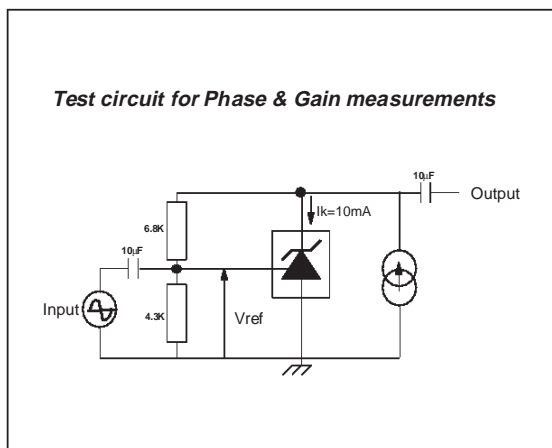 Test circuit for Phase & Gain measurements
10µF
Output
Ik=10mA
6.8K
10µF
Input
4.3K
Vref